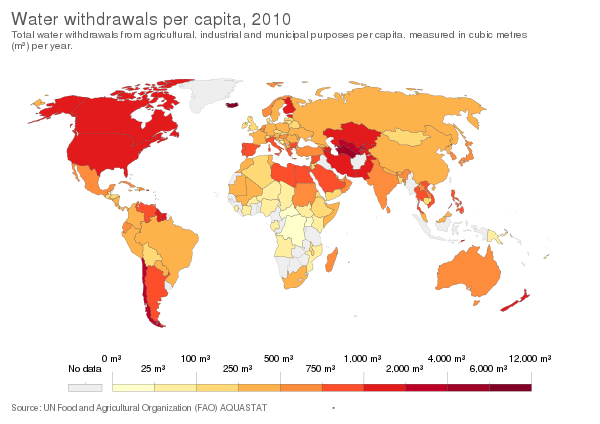 Water withdrawals per capita, 2010
Total water withdrawals from agricultural, industrial and municipal purposes per capita, measured in cubic metres
(m³) per year.
0 m³ 100 m³ 500 m³ 1.000 m³ 4,000 m³ 12,000 m³
No data 25 m³ 250 m³ 750 m³ 2.000 m³ 6,000 m³
Source: UN Food and Agricultural Organization (FAO) AQUASTAT